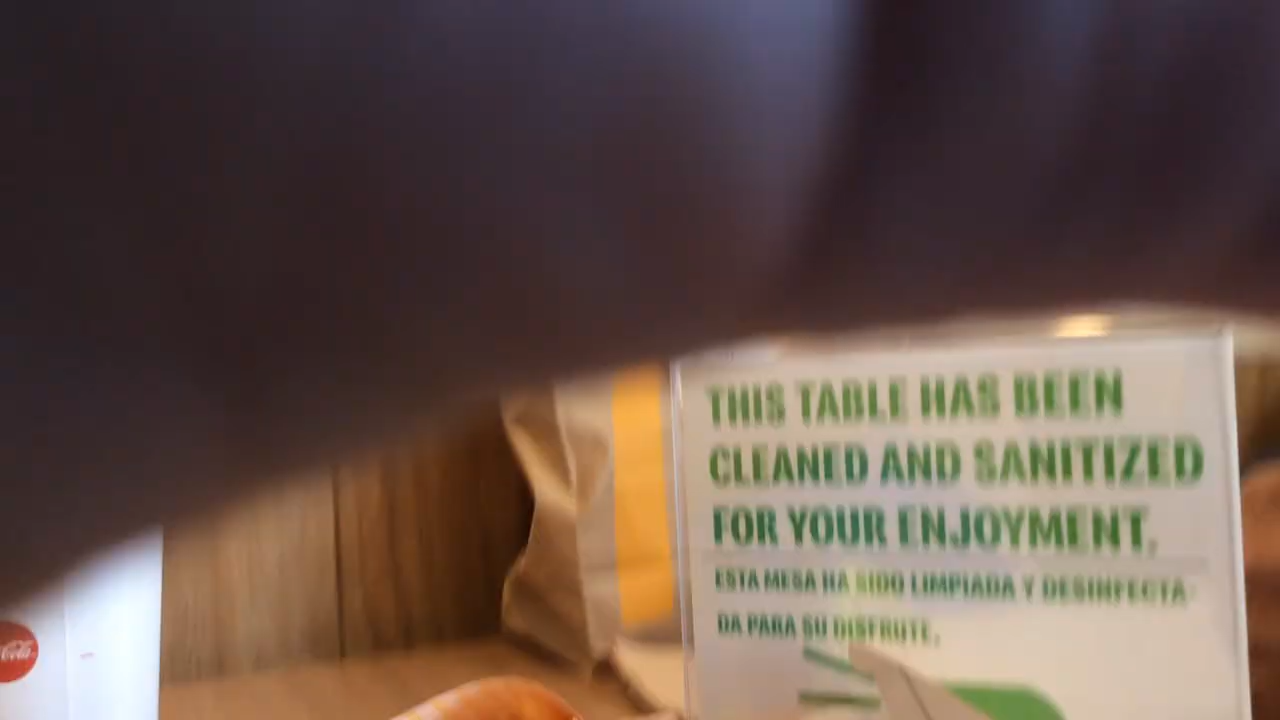 THIS TABLE HAS BEEN
CLEANED AND SANITIZED
FOR YOUR ENJOYMENT.
ESTA MESA HA SIDO LIMPIADA Y DESINFECTA-
DA PARA SU DISFRUTE.
Cola